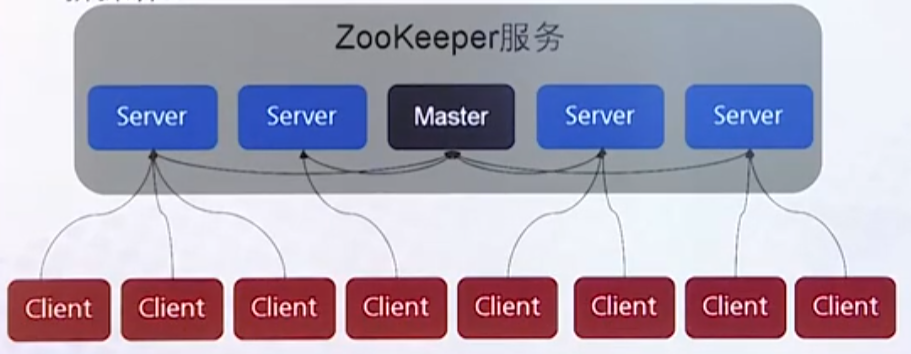 ZooKeeper服务
Server
Server
Master
Server
Server
Client
Client
Client
Client
Client
Client
Client
Client